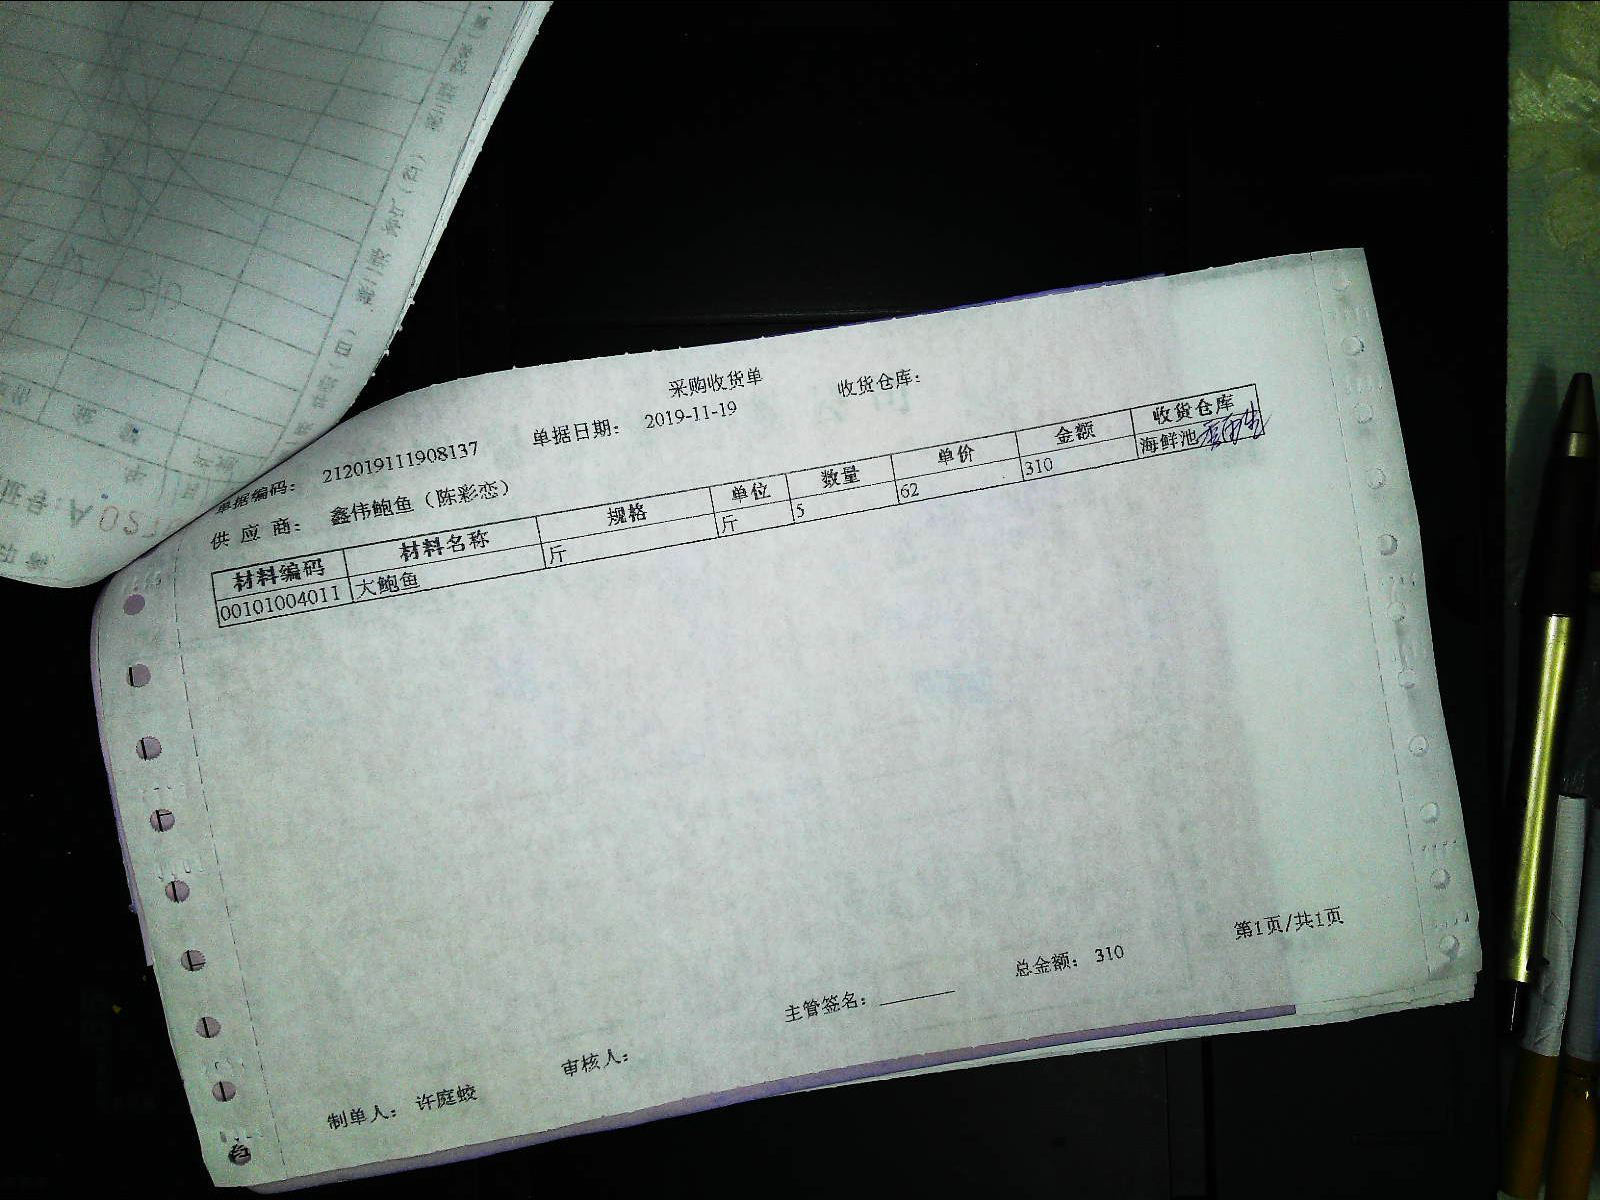 采购收货单
收货仓库：
单据编码： 212019111908137 单据日期： 2019-11-19
供 应 商： 鑫伟鲍鱼（陈彩恋）
材料编码 材料名称 规格 单位 数量 单价 金额 收货仓库
00101004011 大鲍鱼 斤 斤 5 62 310 海鲜池
第1页/共1页
总金额： 310
主管签名：
审核人：
制单人： 许庭蛟